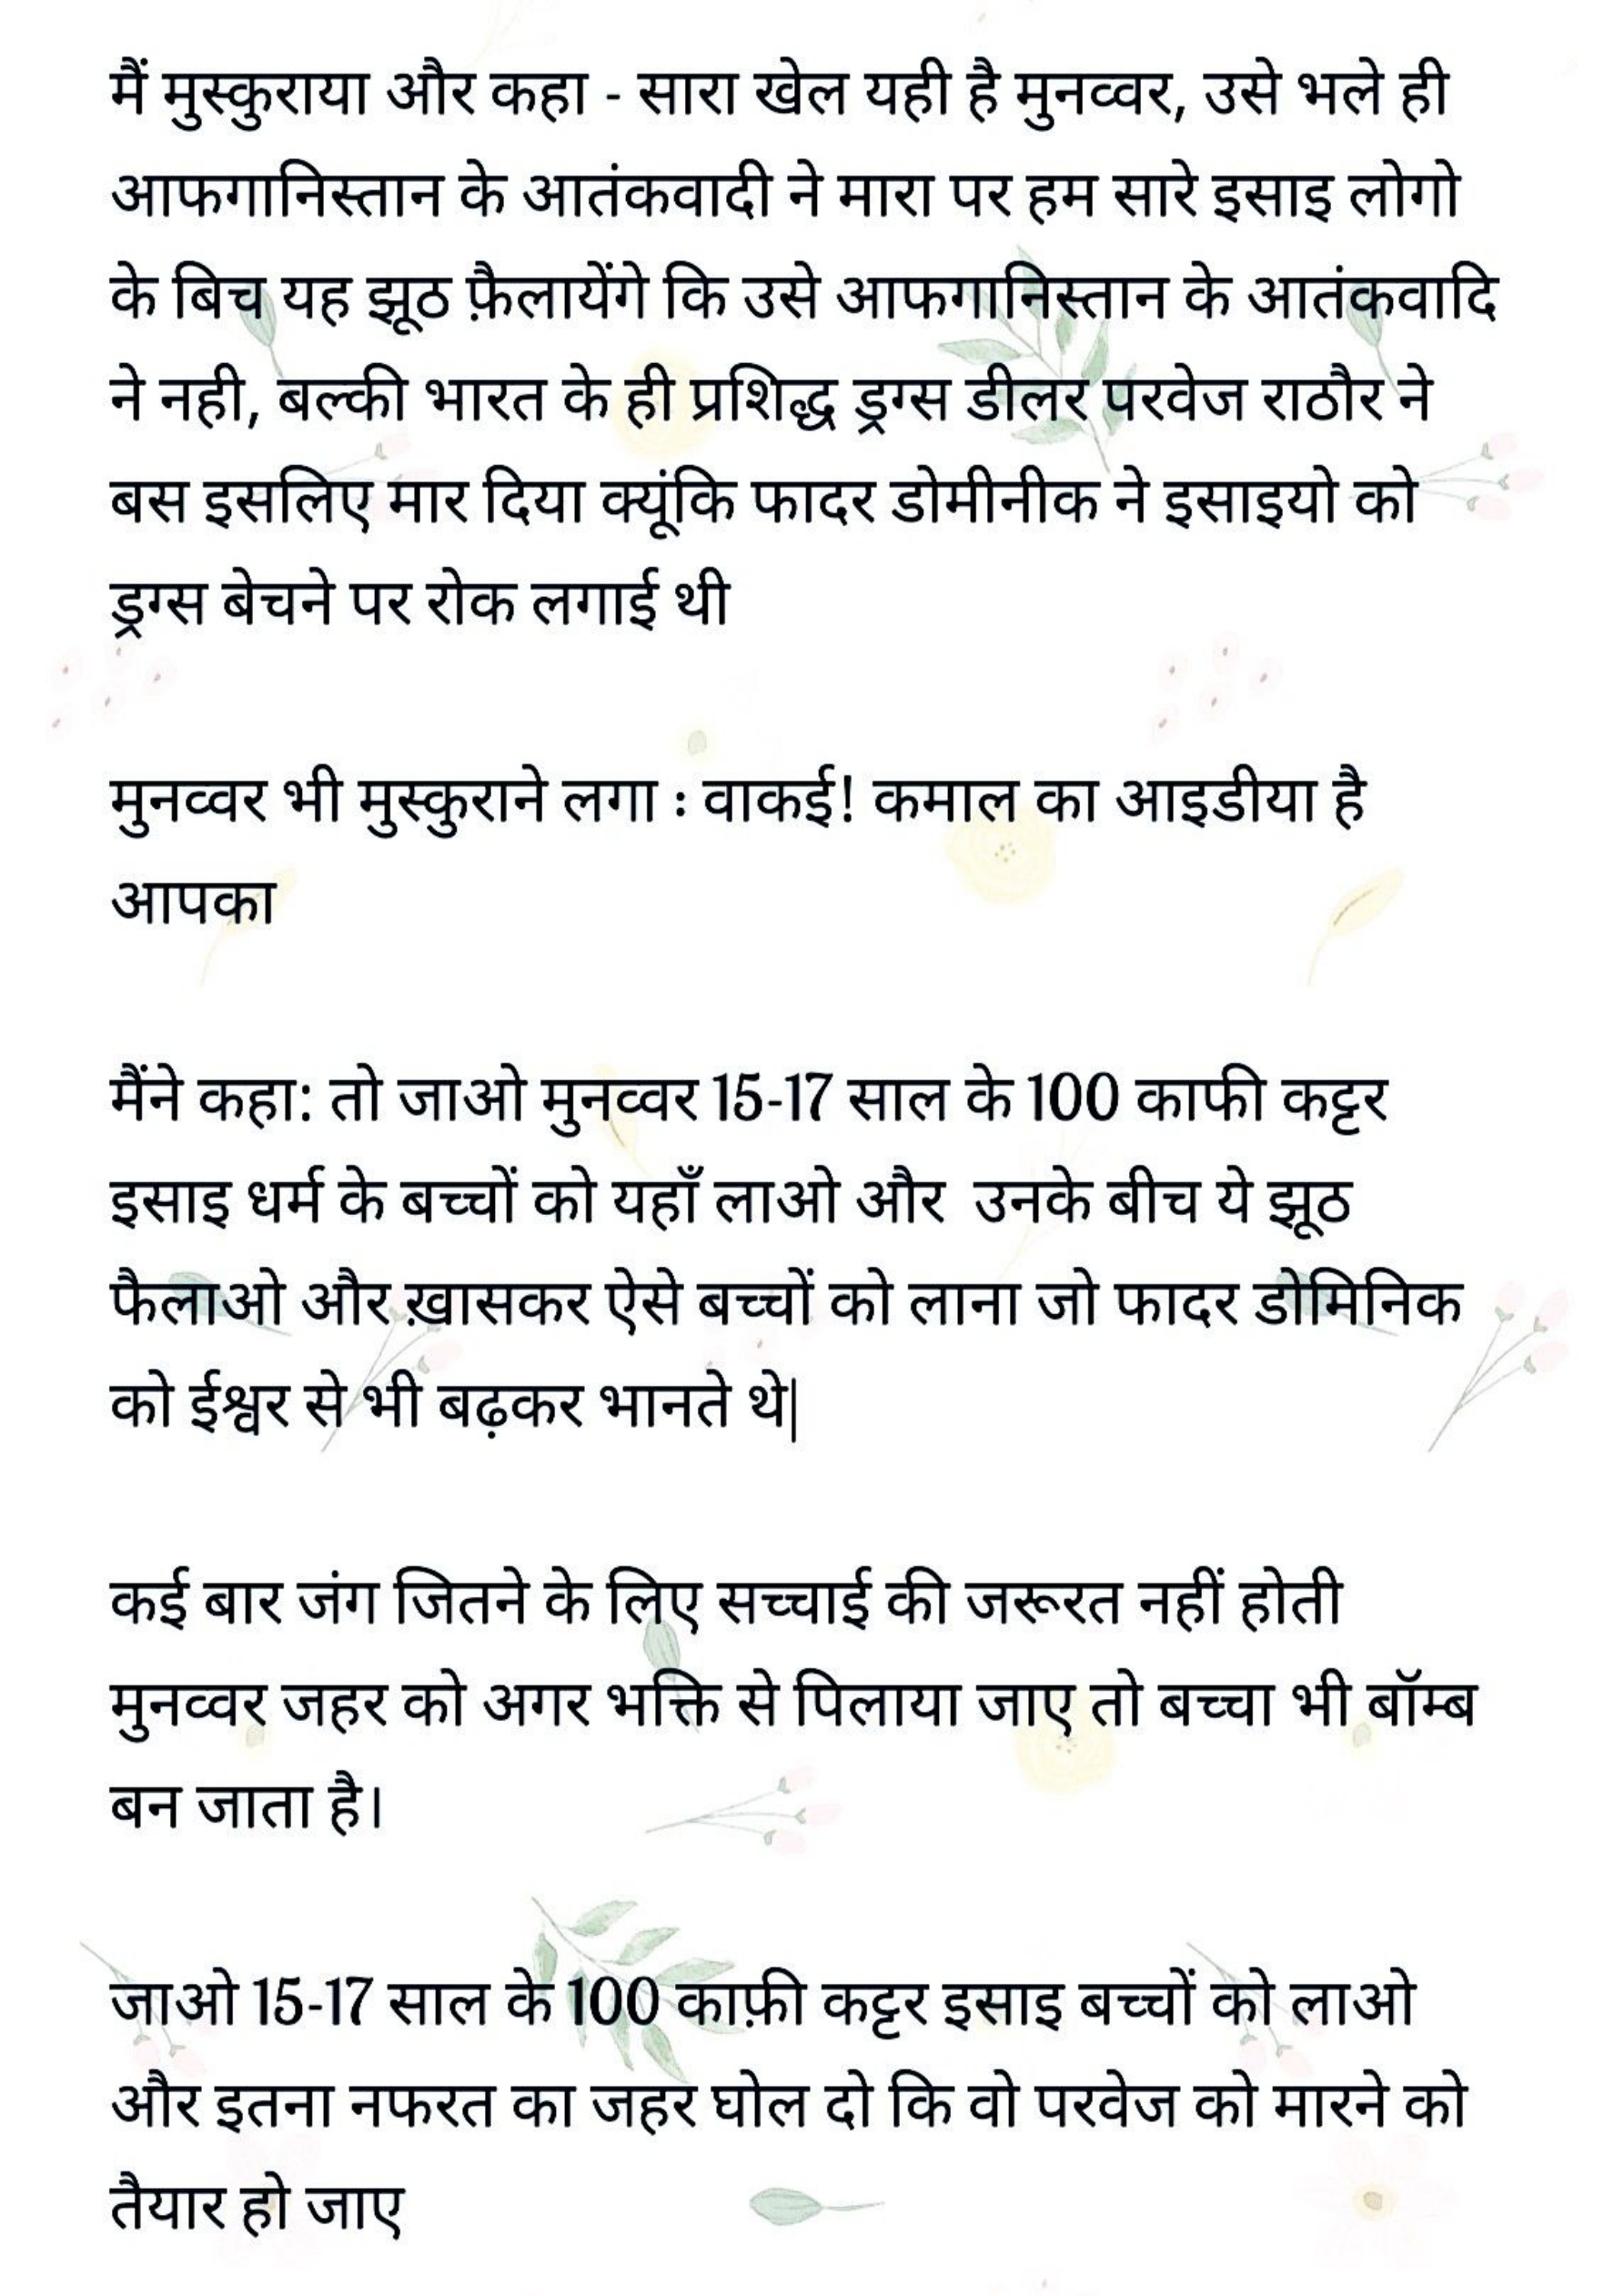 मैं मुस्कुराया और कहा - सारा खेल यही है मुनव्वर, उसे भले ही
आफगानिस्तान के आतंकवादी ने मारा पर हम सारे इसाइ लोगो
के बिच यह झूठ फ़ैलायेंगे कि उसे आफगानिस्तान के आतंकवादि
ने नही, बल्की भारत के ही प्रशिद्ध ड्रग्स डीलर परवेज राठौर ने
बस इसलिए मार दिया क्यूंकि फादर डोमीनीक ने इसाइयो को
ड्रग्स बेचने पर रोक लगाई थी
मुनव्वर भी मुस्कुराने लगा : वाकई! कमाल का आइडीया है
आपका
मैंने कहा: तो जाओ मुनव्वर 15-17 साल के 100 काफी कट्टर
इसाइ धर्म के बच्चों को यहाँ लाओ और उनके बीच ये झूठ
फैलाओ और ख़ासकर ऐसे बच्चों को लाना जो फादर डोमिनिक
को ईश्वर से भी बढ़कर भानते थे|
कई बार जंग जितने के लिए सच्चाई की जरूरत नहीं होती
मुनव्वर जहर को अगर भक्ति से पिलाया जाए तो बच्चा भी बॉम्ब
बन जाता है।
जाओ 15-17 साल के 100 काफ़ी कट्टर इसाइ बच्चों को लाओ
और इतना नफरत का जहर घोल दो कि वो परवेज को मारने को
तैयार हो जाए